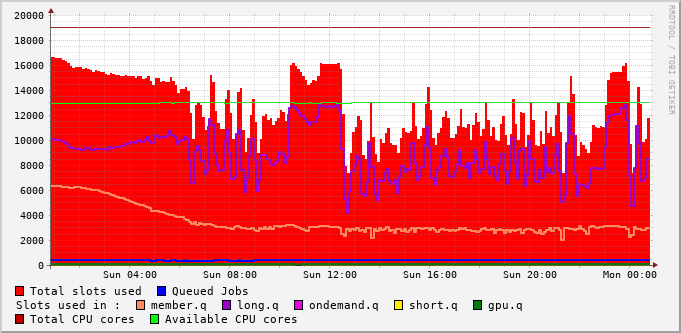 20000
18000
16000
14000
12000
10000
8000
6000
4000
2000
0
Sun 04:00 Sun 08:00 Sun 12:00 Sun 16:00 Sun 20:00 Mon 00:00
Total slots used Queued Jobs
Slots used in : member.q long.q ondemand.q short.q gpu.q
Total CPU cores Available CPU cores
RRDTOOL / TOBI OETIKER